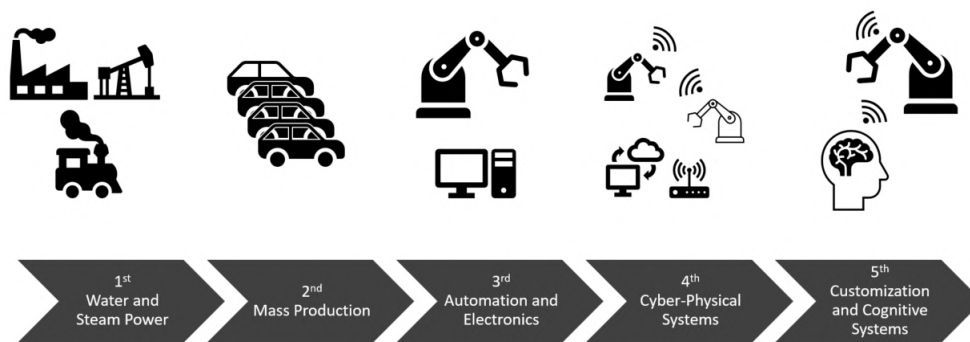 1st
Water and
Steam Power
2nd
Mass Production
3rd
Automation and
Electronics
4th
Cyber-Physical
Systems
5th
Customization
and Cognitive
Systems